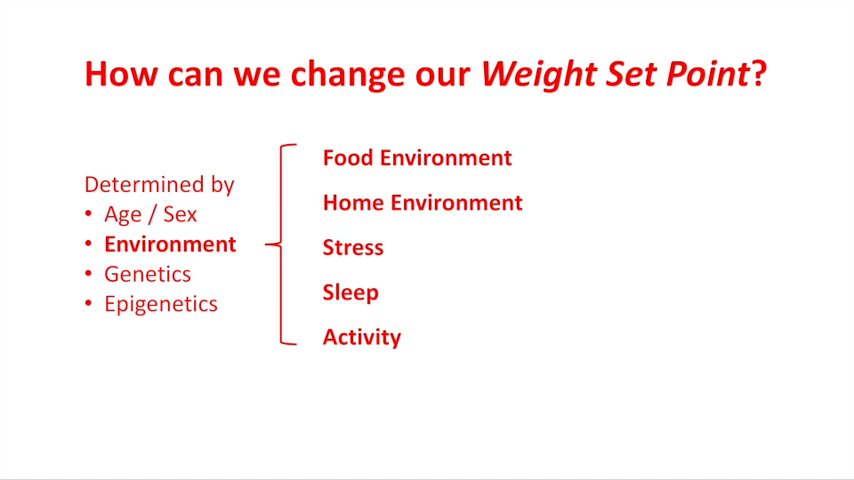 How can we change our Weight Set Point?
Determined by
• Age / Sex
• Environment
• Genetics
• Epigenetics
Food Environment
Home Environment
Stress
Sleep
Activity